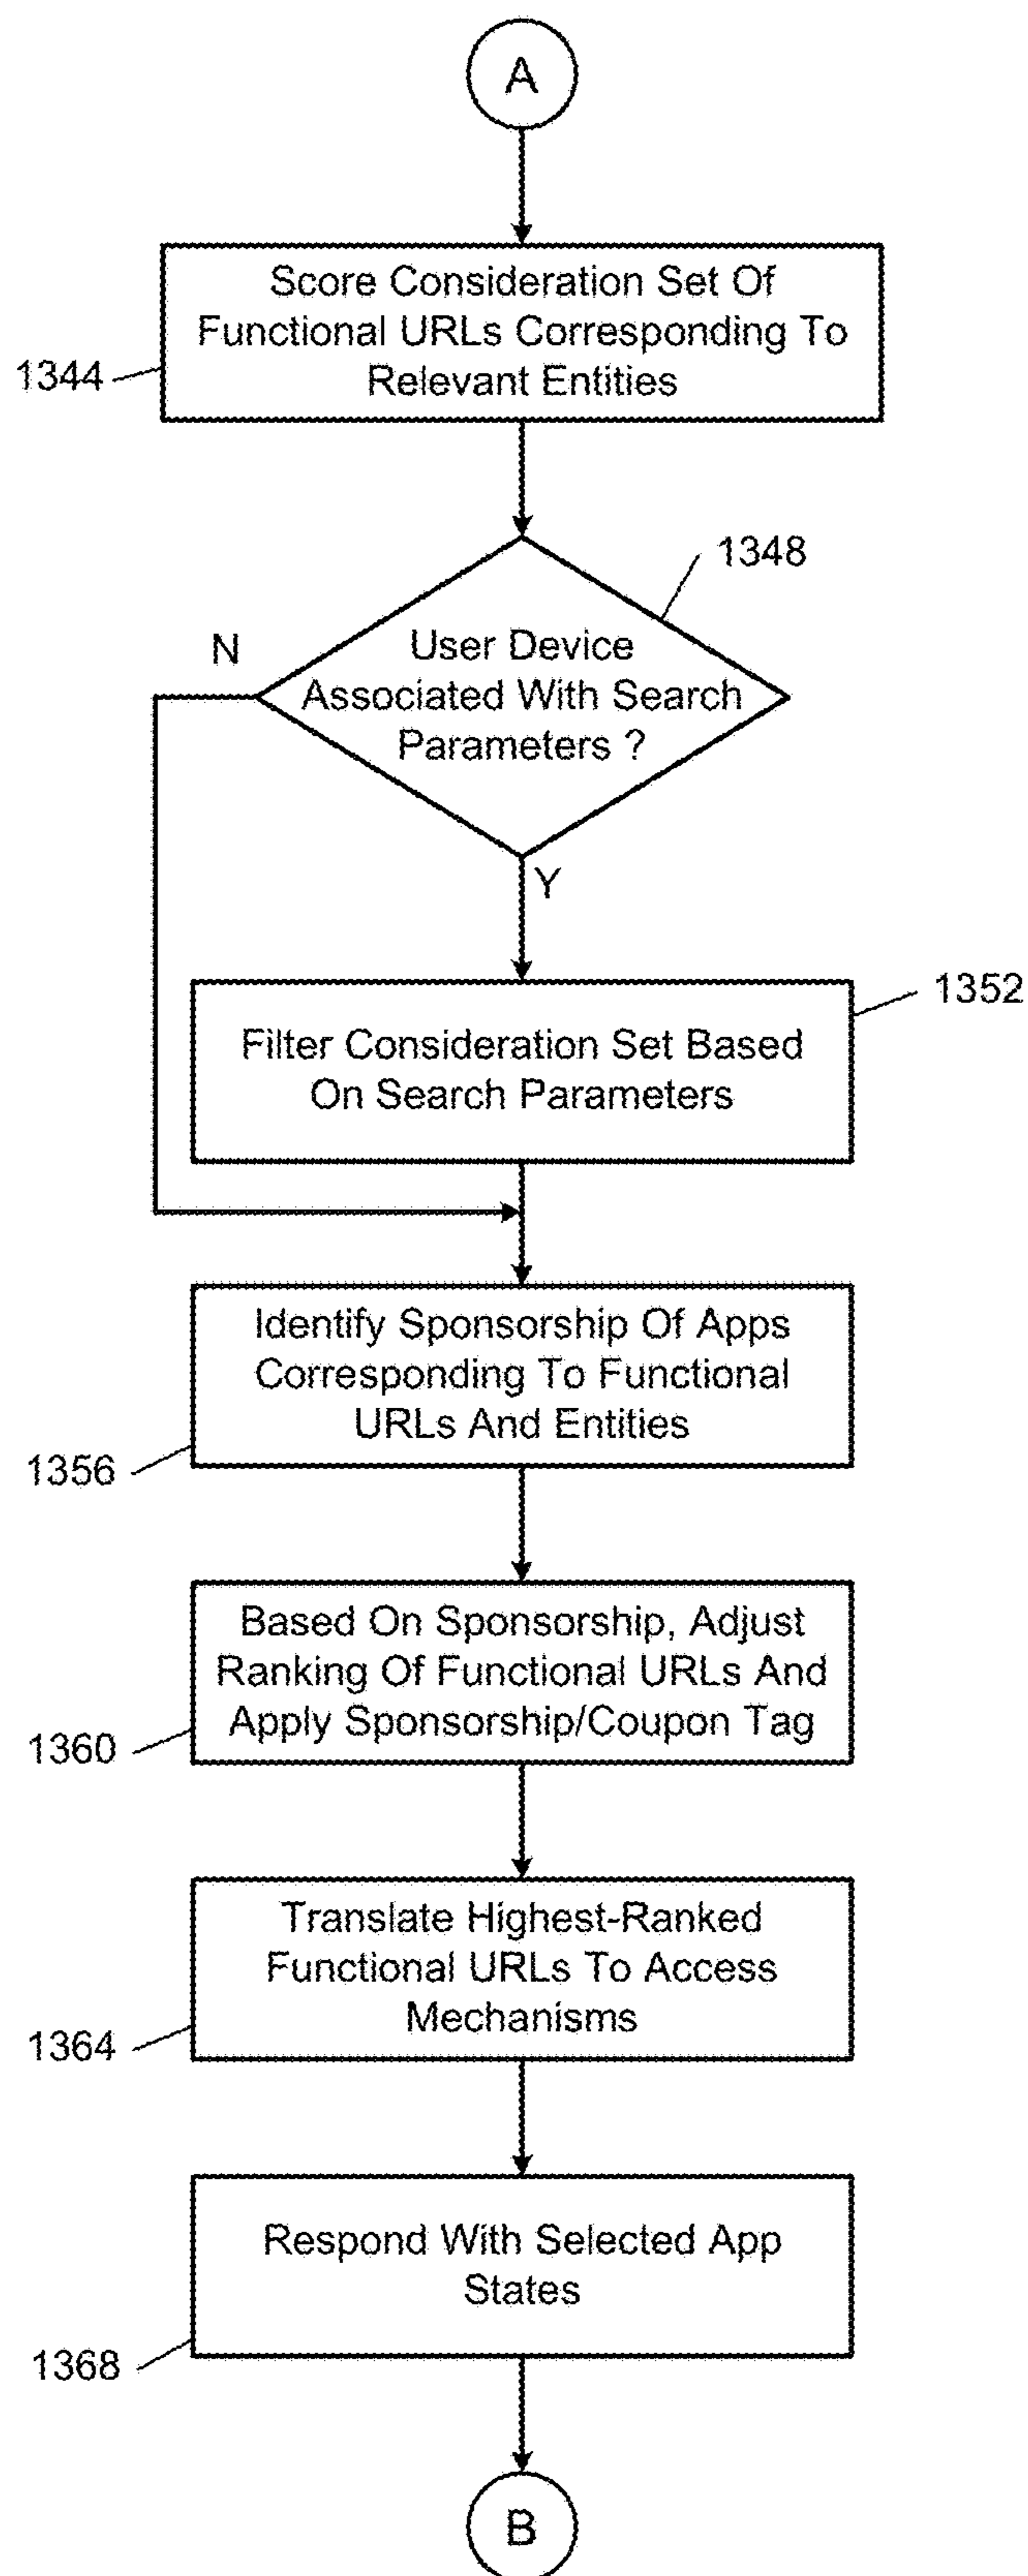 A
Score Consideration Set Of
Functional URLs Corresponding To
Relevant Entities
1344
1348
User Device
Associated With Search
Parameters ?
N
Y
1352
Filter Consideration Set Based
On Search Parameters
Identify Sponsorship Of Apps
Corresponding To Functional
URLs And Entities
1356
Based On Sponsorship, Adjust
Ranking Of Functional URLs And
Apply Sponsorship/Coupon Tag
1360
Translate Highest-Ranked
Functional URLs To Access
Mechanisms
1364
Respond With Selected App
States
1368
B